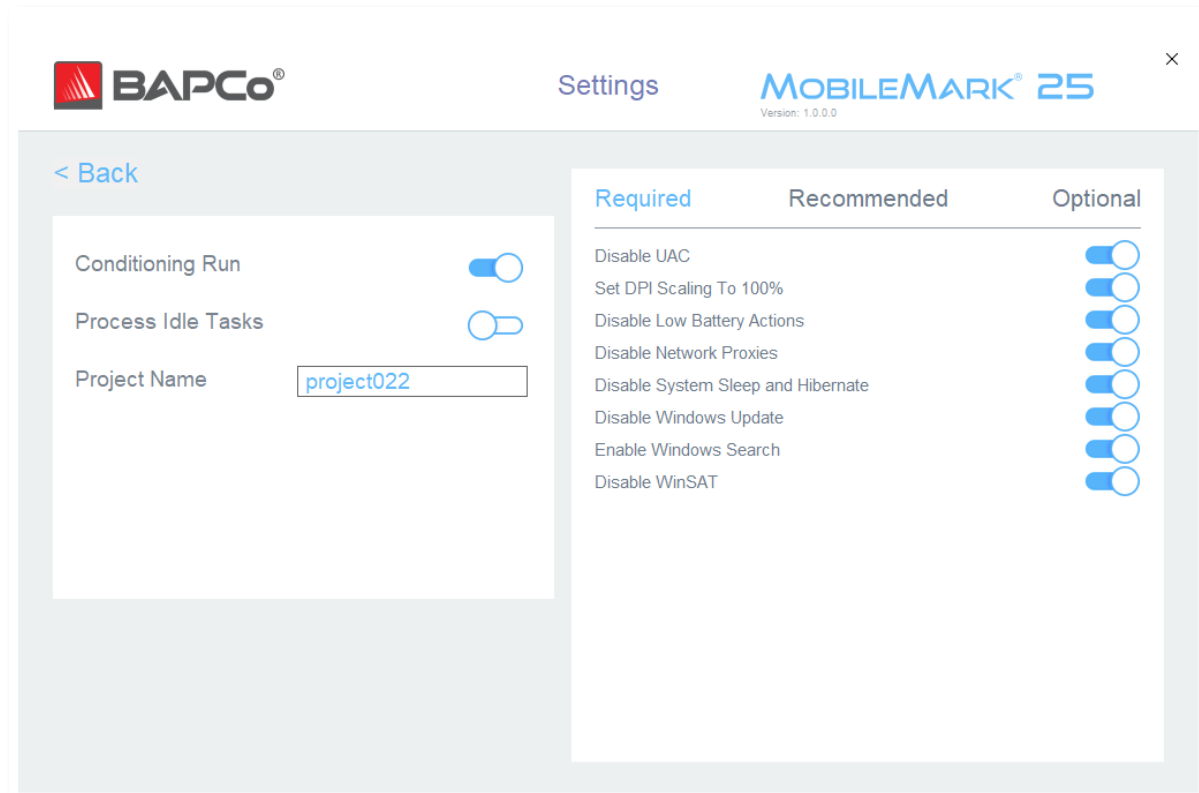 BAPCo®
Settings
MOBILEMARK® 25
Version: 1.0.0.0
< Back
Conditioning Run
Process Idle Tasks
Project Name
project022
Required Recommended Optional
Disable UAC
Set DPI Scaling To 100%
Disable Low Battery Actions
Disable Network Proxies
Disable System Sleep and Hibernate
Disable Windows Update
Enable Windows Search
Disable WinSAT